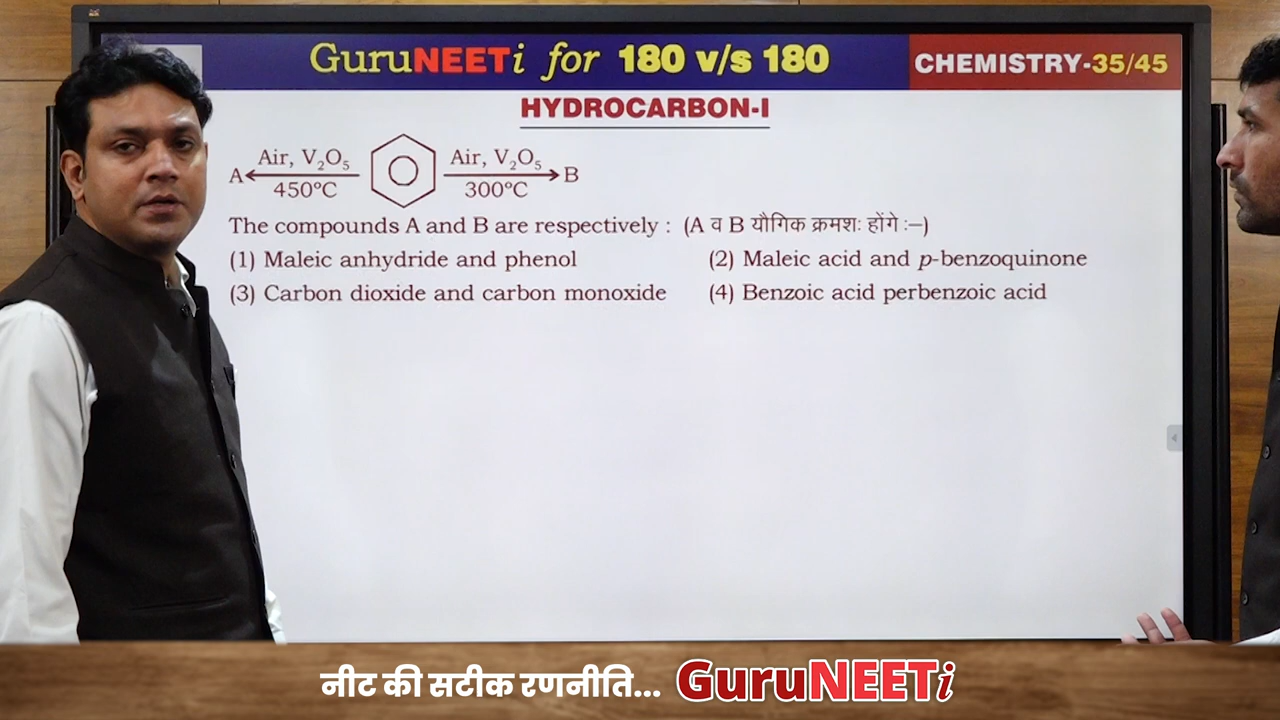 GuruNEETi for 180 v/s 180
CHEMISTRY-35/45
HYDROCARBON-I
A Air, V₂O₅ 450°C Air, V₂O₅ 300°C B
The compounds A and B are respectively : (A व B यौगिक क्रमशः होंगे :–)
(1) Maleic anhydride and phenol (2) Maleic acid and p-benzoquinone
(3) Carbon dioxide and carbon monoxide (4) Benzoic acid perbenzoic acid
नीट की सटीक रणनीति... GuruNEETi